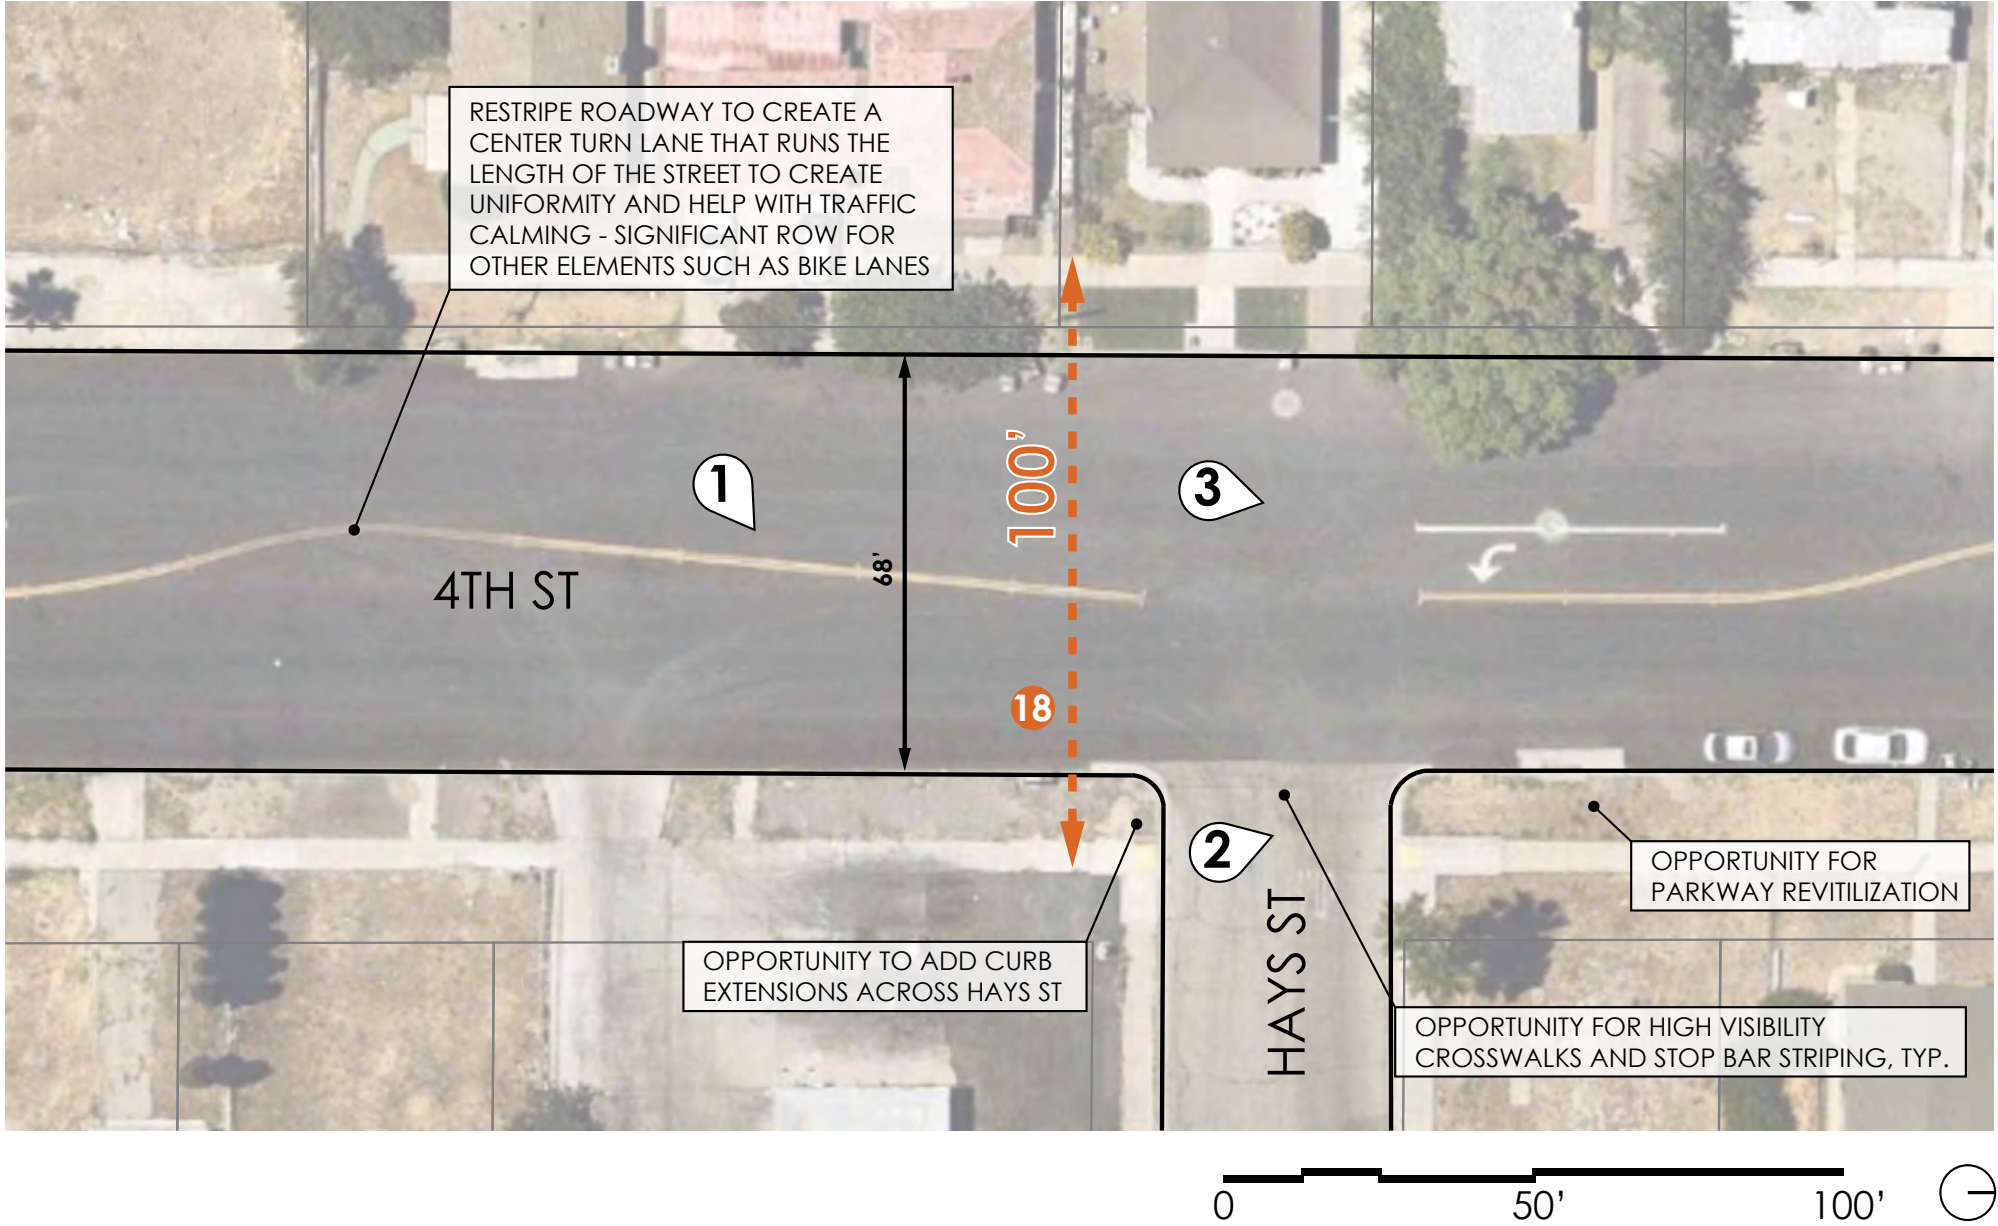 RESTRIPE ROADWAY TO CREATE A
CENTER TURN LANE THAT RUNS THE
LENGTH OF THE STREET TO CREATE
UNIFORMITY AND HELP WITH TRAFFIC
CALMING - SIGNIFICANT ROW FOR
OTHER ELEMENTS SUCH AS BIKE LANES
1
100’
3
68’
4TH ST
18
2
OPPORTUNITY FOR
PARKWAY REVITILIZATION
HAYS ST
OPPORTUNITY TO ADD CURB
EXTENSIONS ACROSS HAYS ST
OPPORTUNITY FOR HIGH VISIBILITY
CROSSWALKS AND STOP BAR STRIPING, TYP.
0 50’ 100’